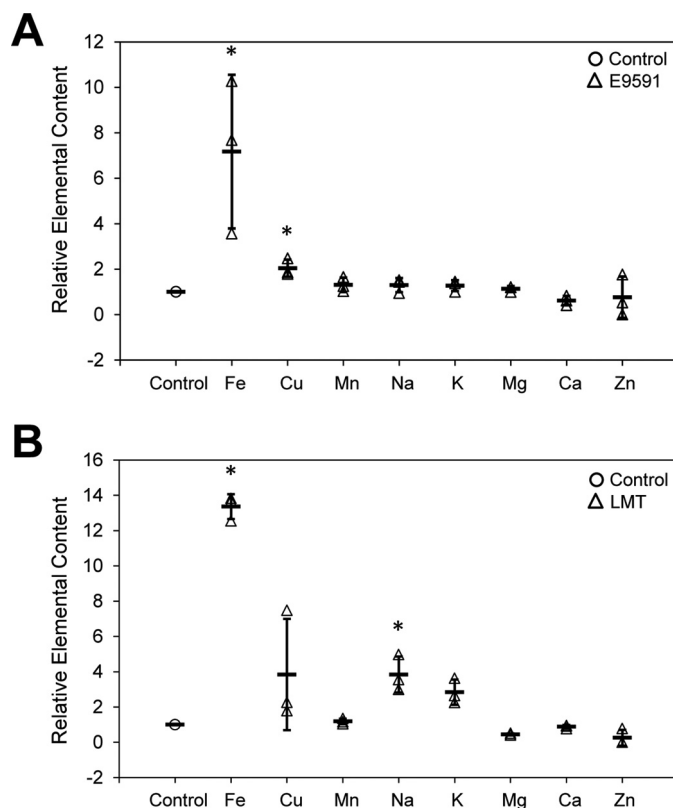 A
12
10
8
6
4
2
0
-2
Relative Elemental Content
* *
Control
E9591
Control Fe Cu Mn Na K Mg Ca Zn
B
16
14
12
10
8
6
4
2
0
-2
Relative Elemental Content
* *
Control
LMT
Control Fe Cu Mn Na K Mg Ca Zn